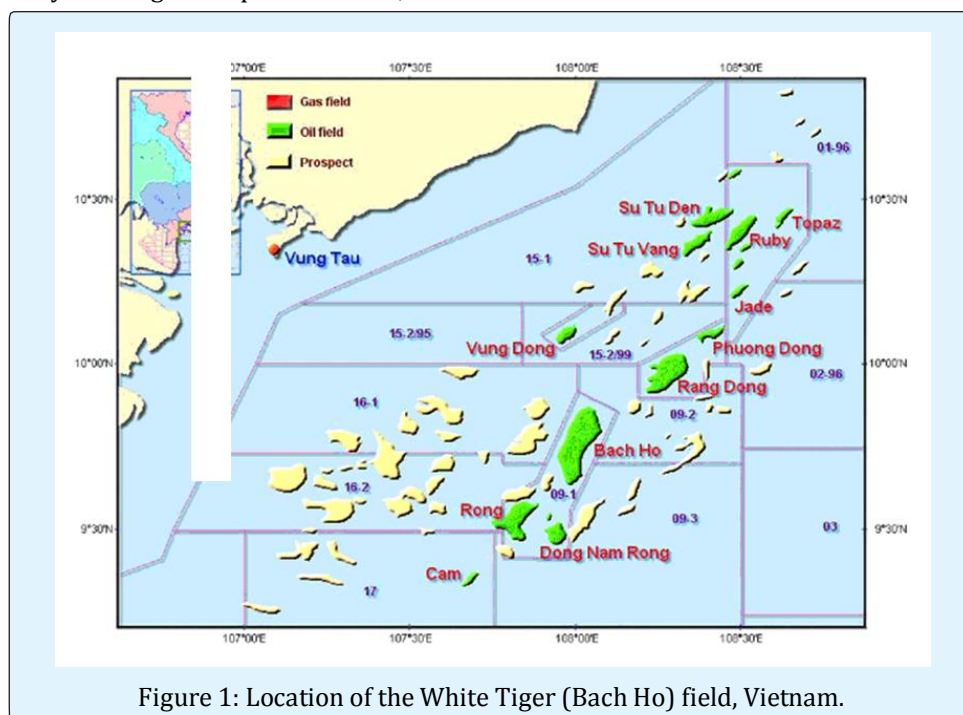 07°00'E 107°30'E 108°00'E 108°30'E
Gas field
Oil field
Prospect
01-96
10°30'N 10°30'N
Su Tu Den
Topaz
Ruby
Su Tu Vang
Vung Tau
15-1
Jade
15-2/95
Vung Dong
15-2/99
Phuong Dong
10°00'N 10°00'N
Rang Dong
02-96
16-1
09-2
Bach Ho
16-2
09-1
Rong
09-3
03
9°30'N 9°30'N
Dong Nam Rong
Cam
17
107°00'E 107°30'E 108°00'E 108°30'E
Figure 1: Location of the White Tiger (Bach Ho) field, Vietnam.